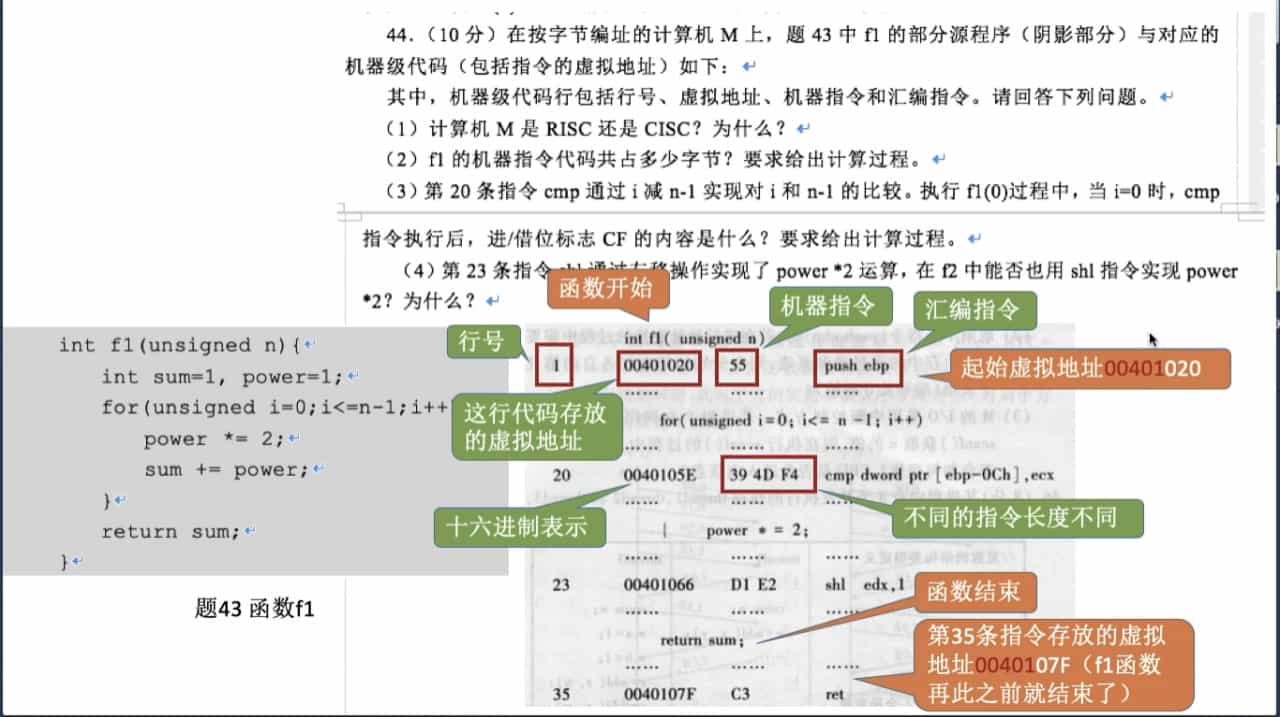 44.（10 分）在按字节编址的计算机 M 上，题 43 中 f1 的部分源程序（阴影部分）与对应的
机器级代码（包括指令的虚拟地址）如下：
其中，机器级代码行包括行号、虚拟地址、机器指令和汇编指令。请回答下列问题。
（1）计算机 M 是 RISC 还是 CISC？为什么？
（2）f1 的机器指令代码共占多少字节？要求给出计算过程。
（3）第 20 条指令 cmp 通过 i 减 n-1 实现对 i 和 n-1 的比较。执行 f1(0)过程中，当 i=0 时，cmp
指令执行后，进/借位标志 CF 的内容是什么？要求给出计算过程。
（4）第 23 条指令 通过左移操作实现了 power *2 运算，在 f2 中能否也用 shl 指令实现 power
*2？为什么？
函数开始
机器指令
汇编指令
行号
int f1( unsigned n)
1 00401020 55 push ebp
起始虚拟地址00401020
…… …… ……
这行代码存放
的虚拟地址
for(unsigned i=0; i<= n -1; i++)
…… …… ……
20 0040105E 39 4D F4 cmp dword ptr [ebp-0Ch],ecx
…… …… ……
十六进制表示
不同的指令长度不同
{ power * = 2;
…… …… ……
23 00401066 D1 E2 shl edx,1
…… …… ……
函数结束
return sum;
…… …… ……
第35条指令存放的虚拟
地址0040107F（f1函数
再此之前就结束了）
35 0040107F C3 ret
int f1(unsigned n){
int sum=1, power=1;
for(unsigned i=0;i<=n-1;i++
power *= 2;
sum += power;
}
return sum;
}
题43 函数f1